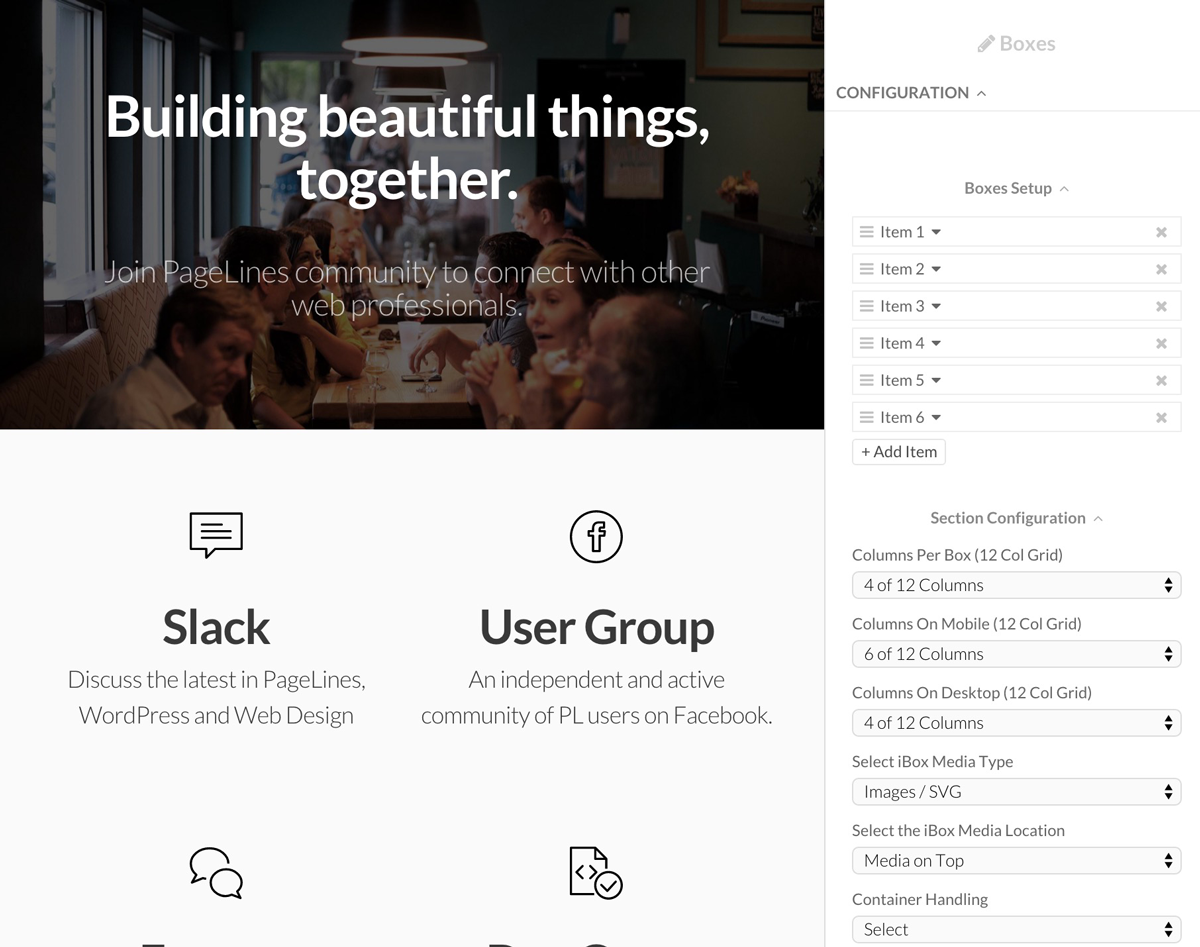 Building beautiful things,
together.
Join PageLines community to connect with other
web professionals.
Slack
Discuss the latest in PageLines,
WordPress and Web Design
User Group
An independent and active
community of PL users on Facebook.
Boxes
CONFIGURATION
Boxes Setup
Item 1
Item 2
Item 3
Item 4
Item 5
Item 6
+ Add Item
Section Configuration
Columns Per Box (12 Col Grid)
4 of 12 Columns
Columns On Mobile (12 Col Grid)
6 of 12 Columns
Columns On Desktop (12 Col Grid)
4 of 12 Columns
Select iBox Media Type
Images / SVG
Select the iBox Media Location
Media on Top
Container Handling
Select